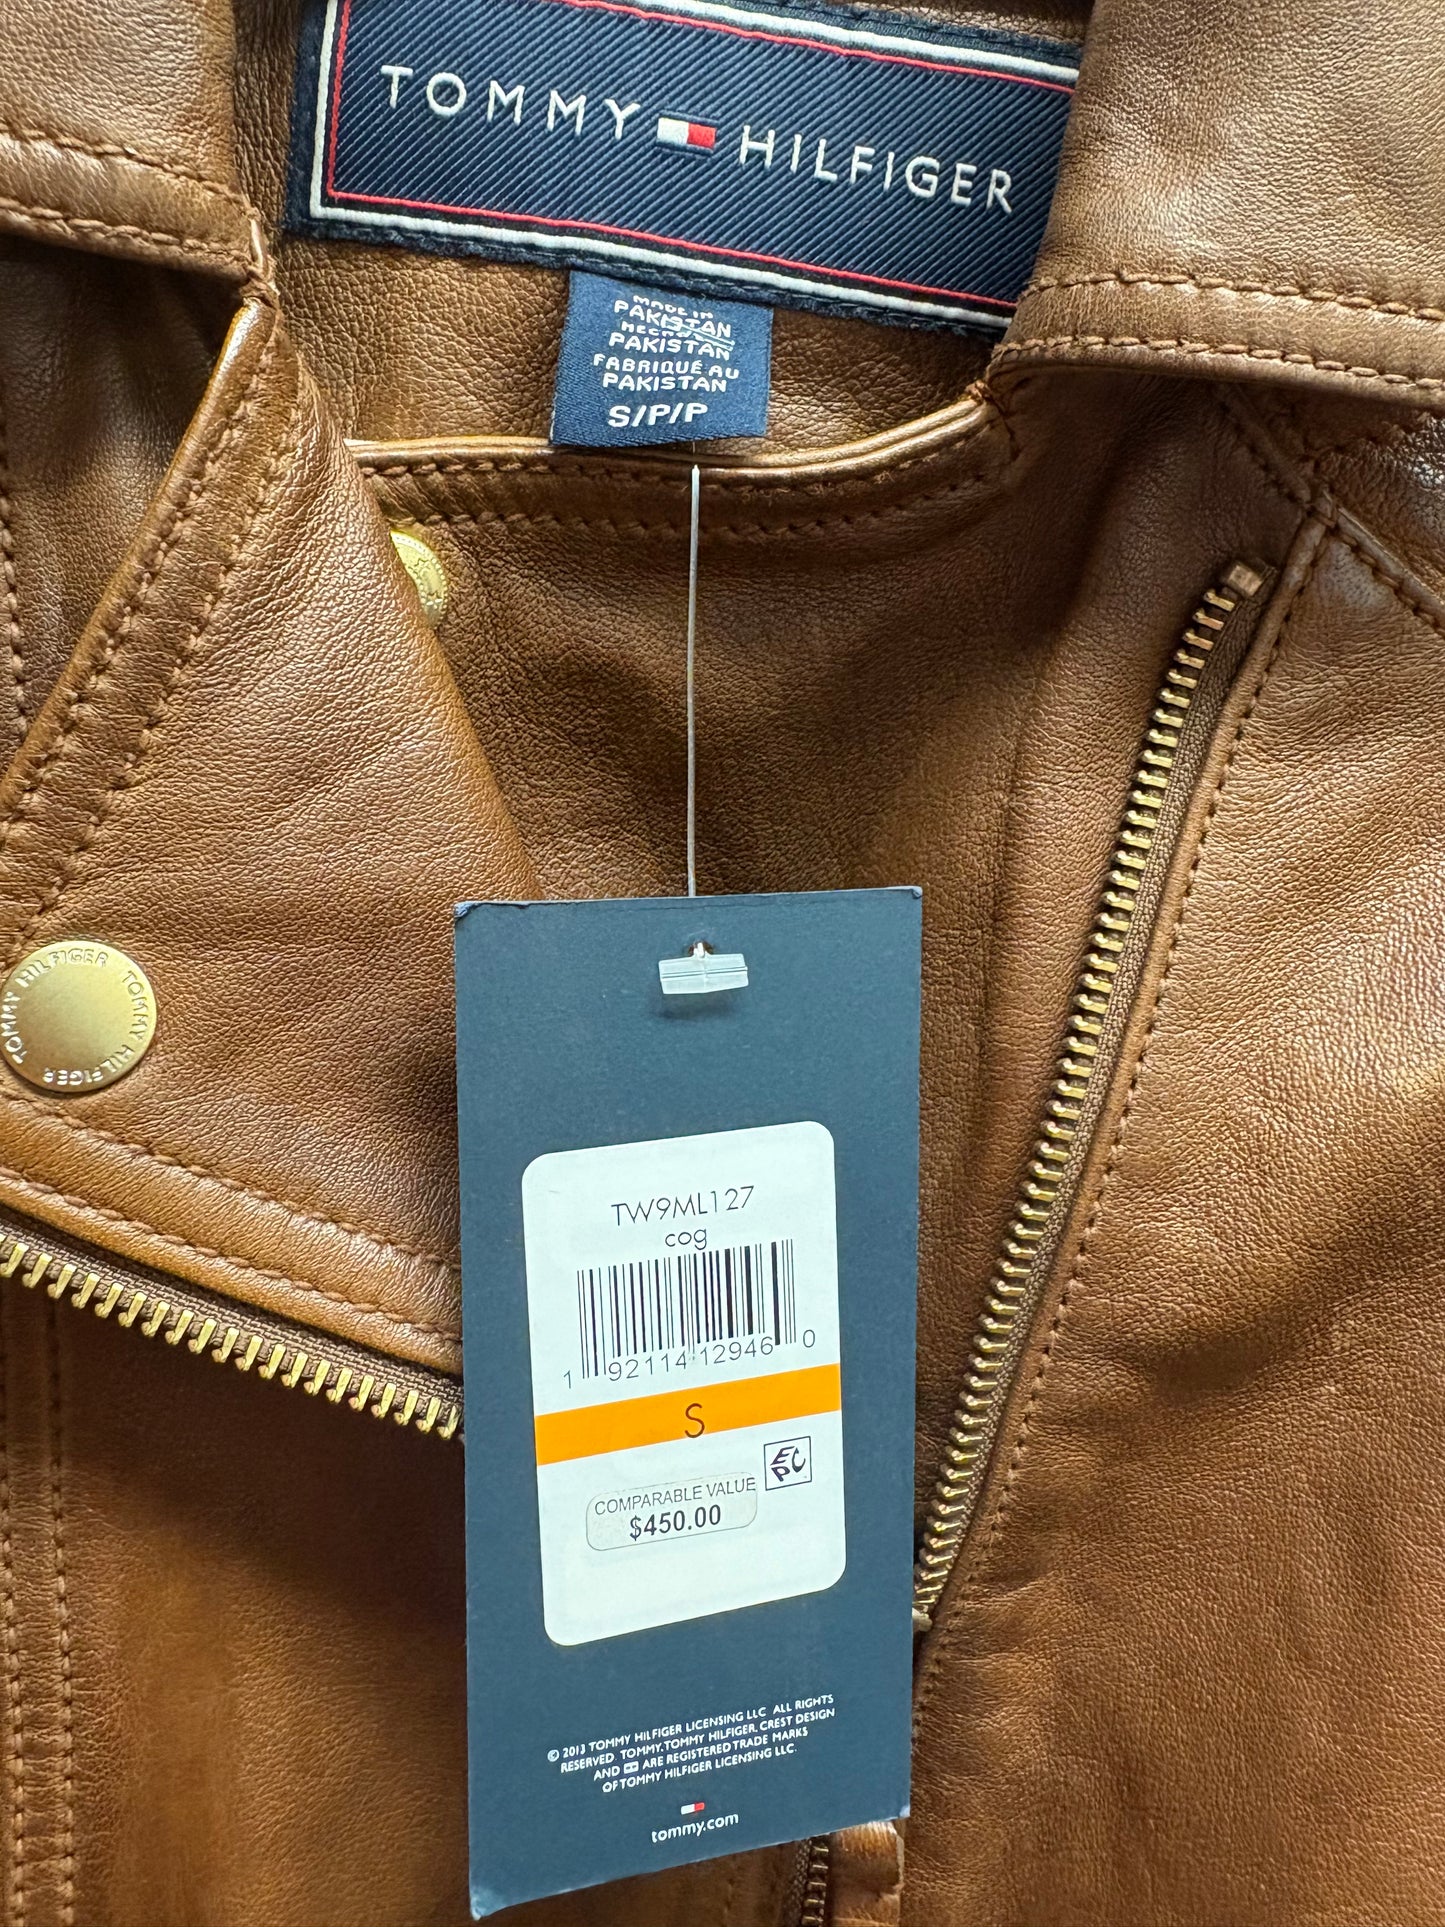 TOMMY HILFIGER
MADE IN
PAKISTAN
HECHO EN
PAKISTAN
FABRIQUÉ AU
PAKISTAN
S/P/P
TOMMY HILFIGER TOMMY HILFIGER
TW9ML127
cog
1 92114 12946 0
S
EPC
COMPARABLE VALUE
$450.00
© 2013 TOMMY HILFIGER LICENSING LLC ALL RIGHTS
RESERVED TOMMY, TOMMY HILFIGER, CREST DESIGN
AND ARE REGISTERED TRADE MARKS
OF TOMMY HILFIGER LICENSING LLC.
tommy.com